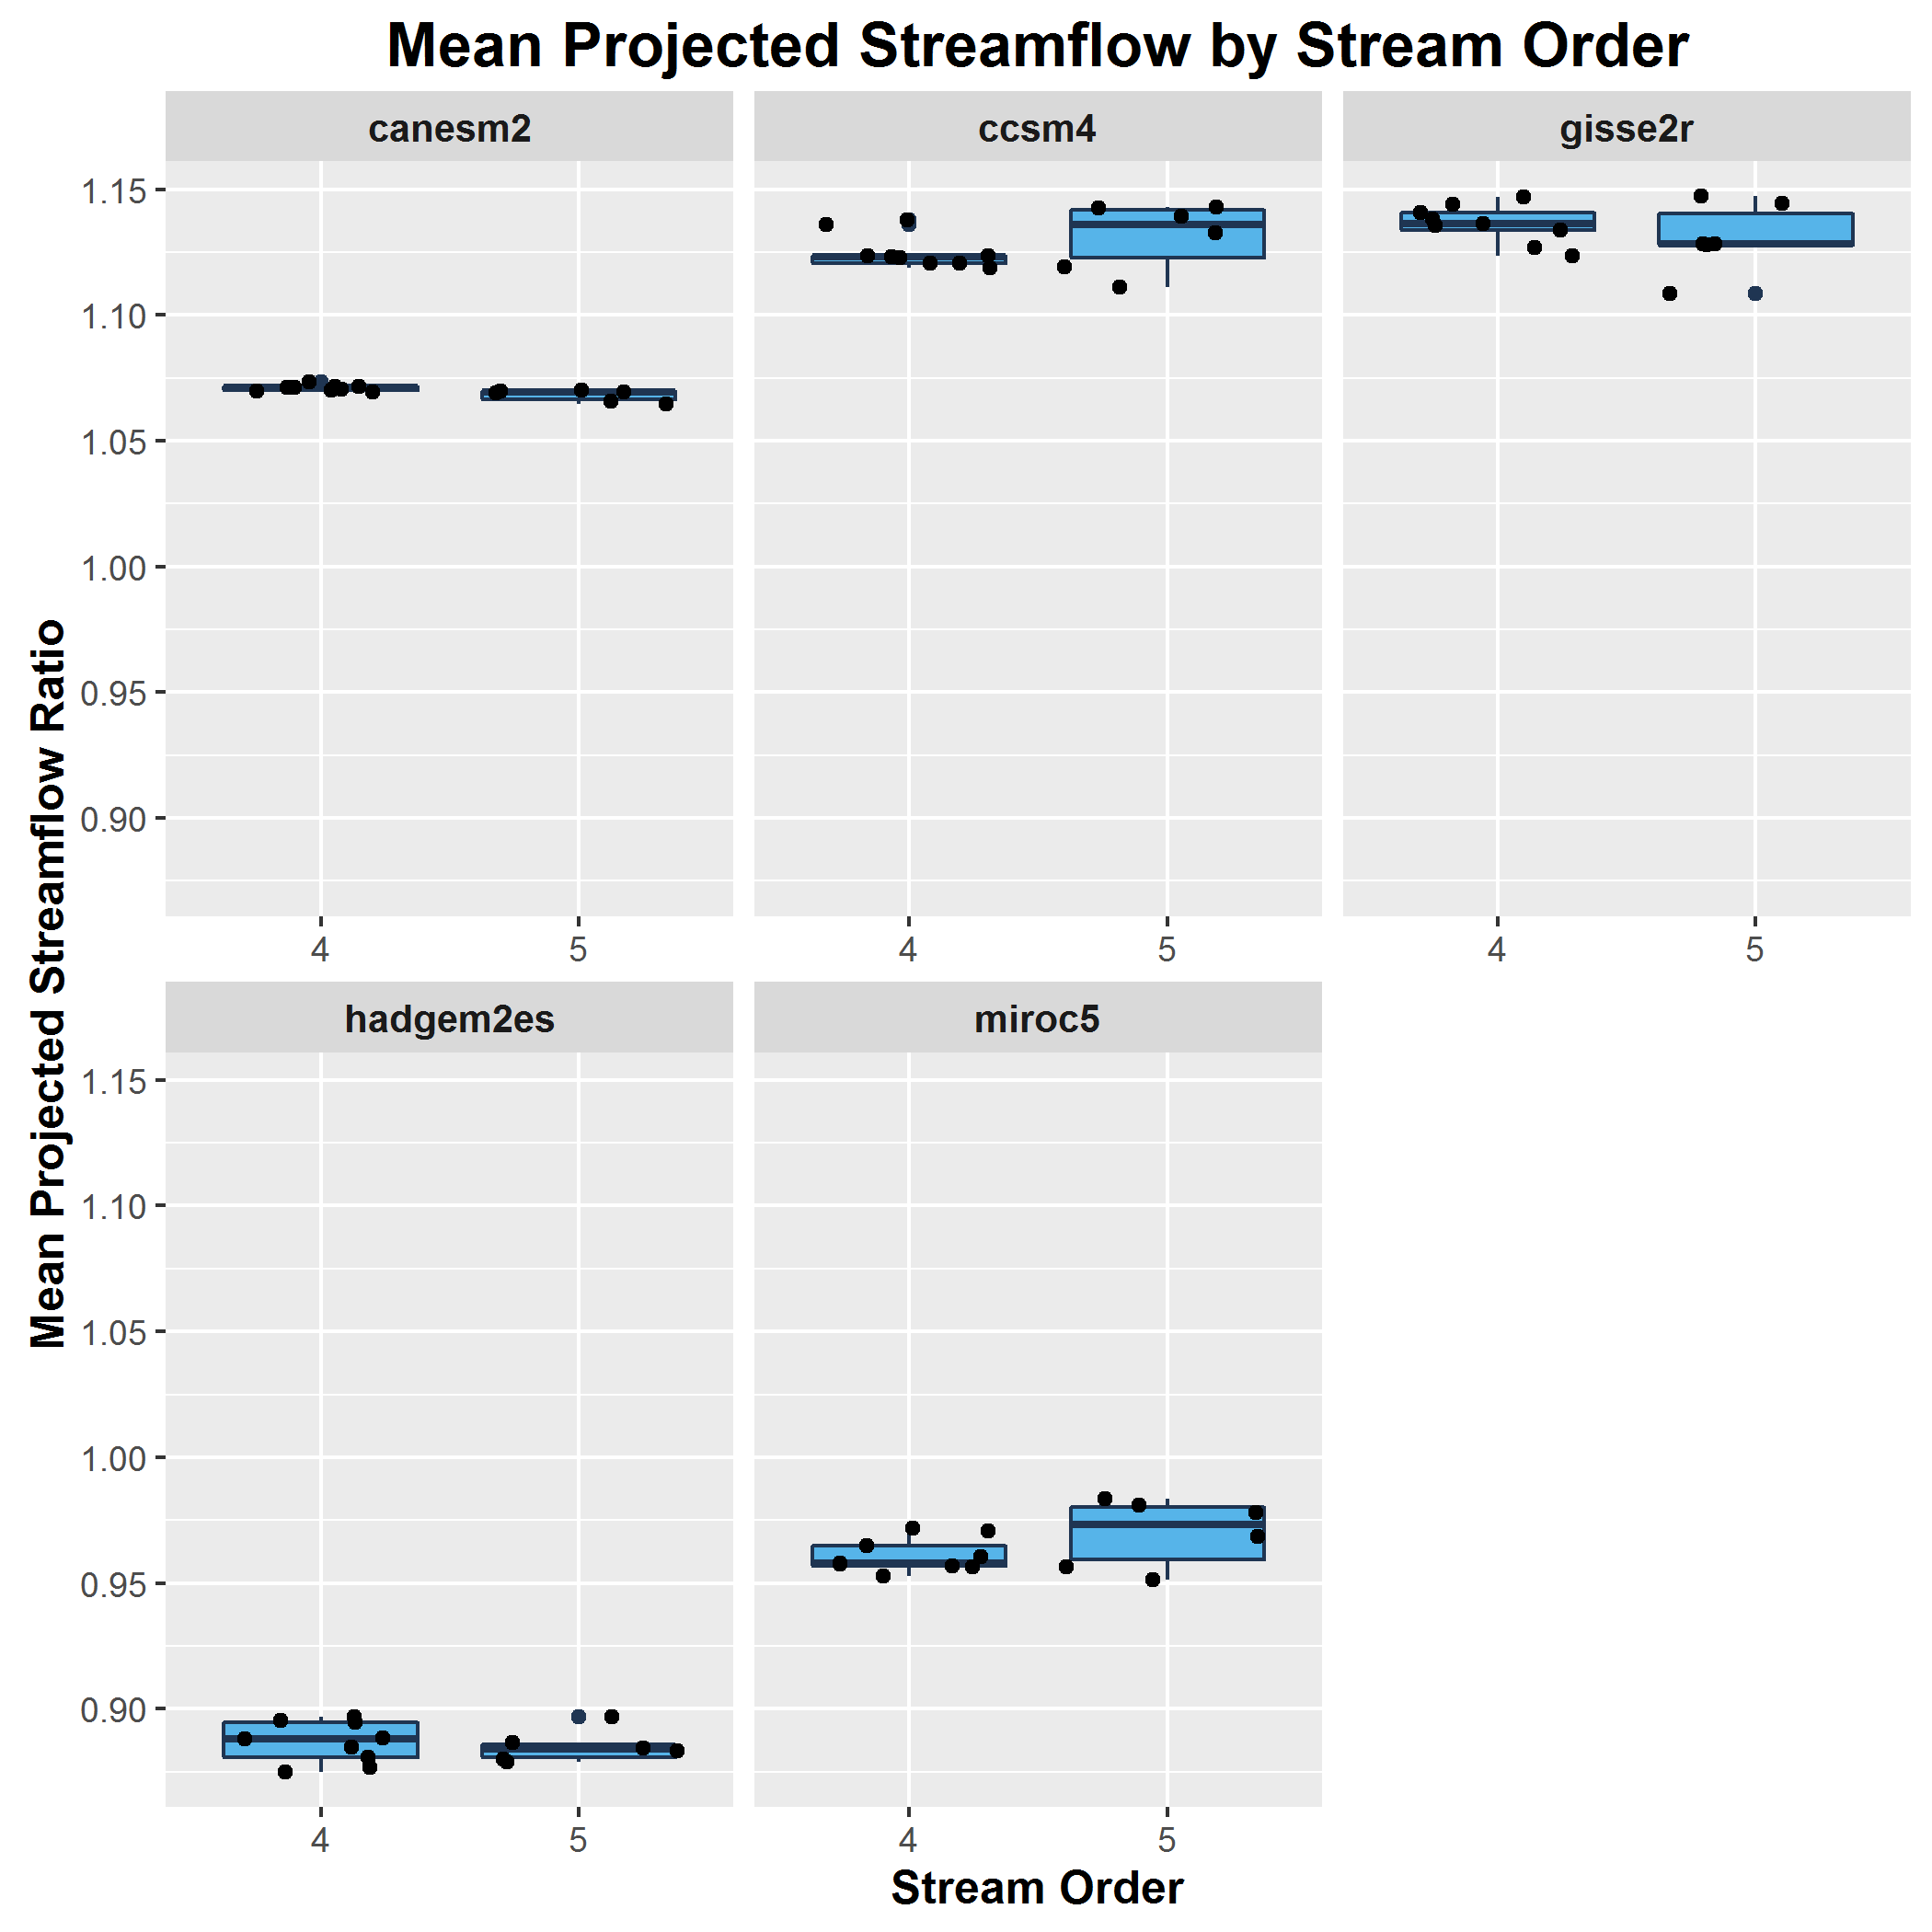 Mean Projected Streamflow by Stream Order
canesm2 ccsm4 gisse2r
1.15
1.10
1.05
1.00
0.95
0.90
4 5 4 5 4 5
Mean Projected Streamflow Ratio
hadgem2es miroc5
1.15
1.10
1.05
1.00
0.95
0.90
4 5 4 5
Stream Order